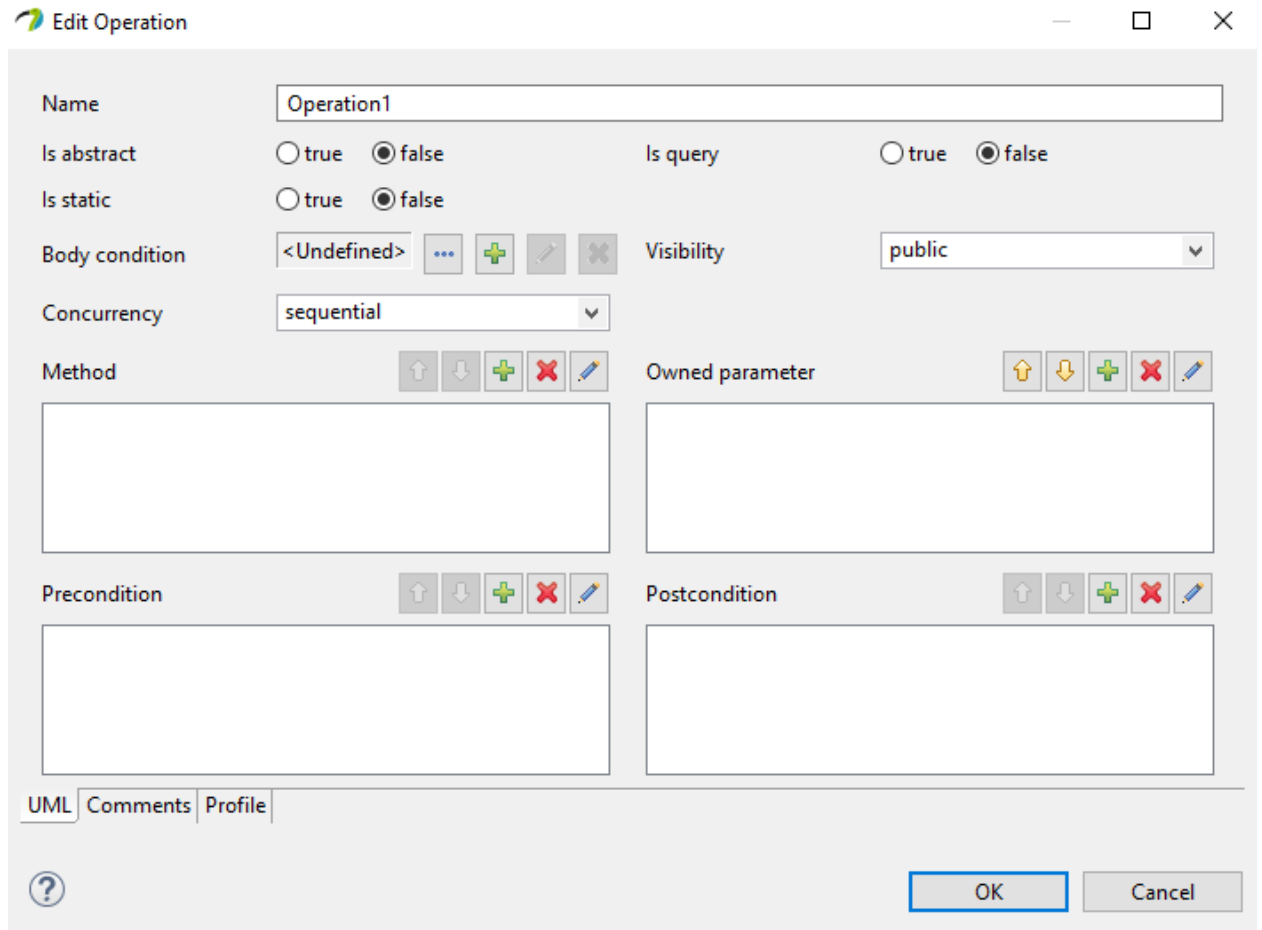 Edit Operation
Name Operation1
Is abstract true false Is query true false
Is static true false
Body condition <Undefined> Visibility public
Concurrency sequential
Method Owned parameter
Precondition Postcondition
UML Comments Profile
OK Cancel